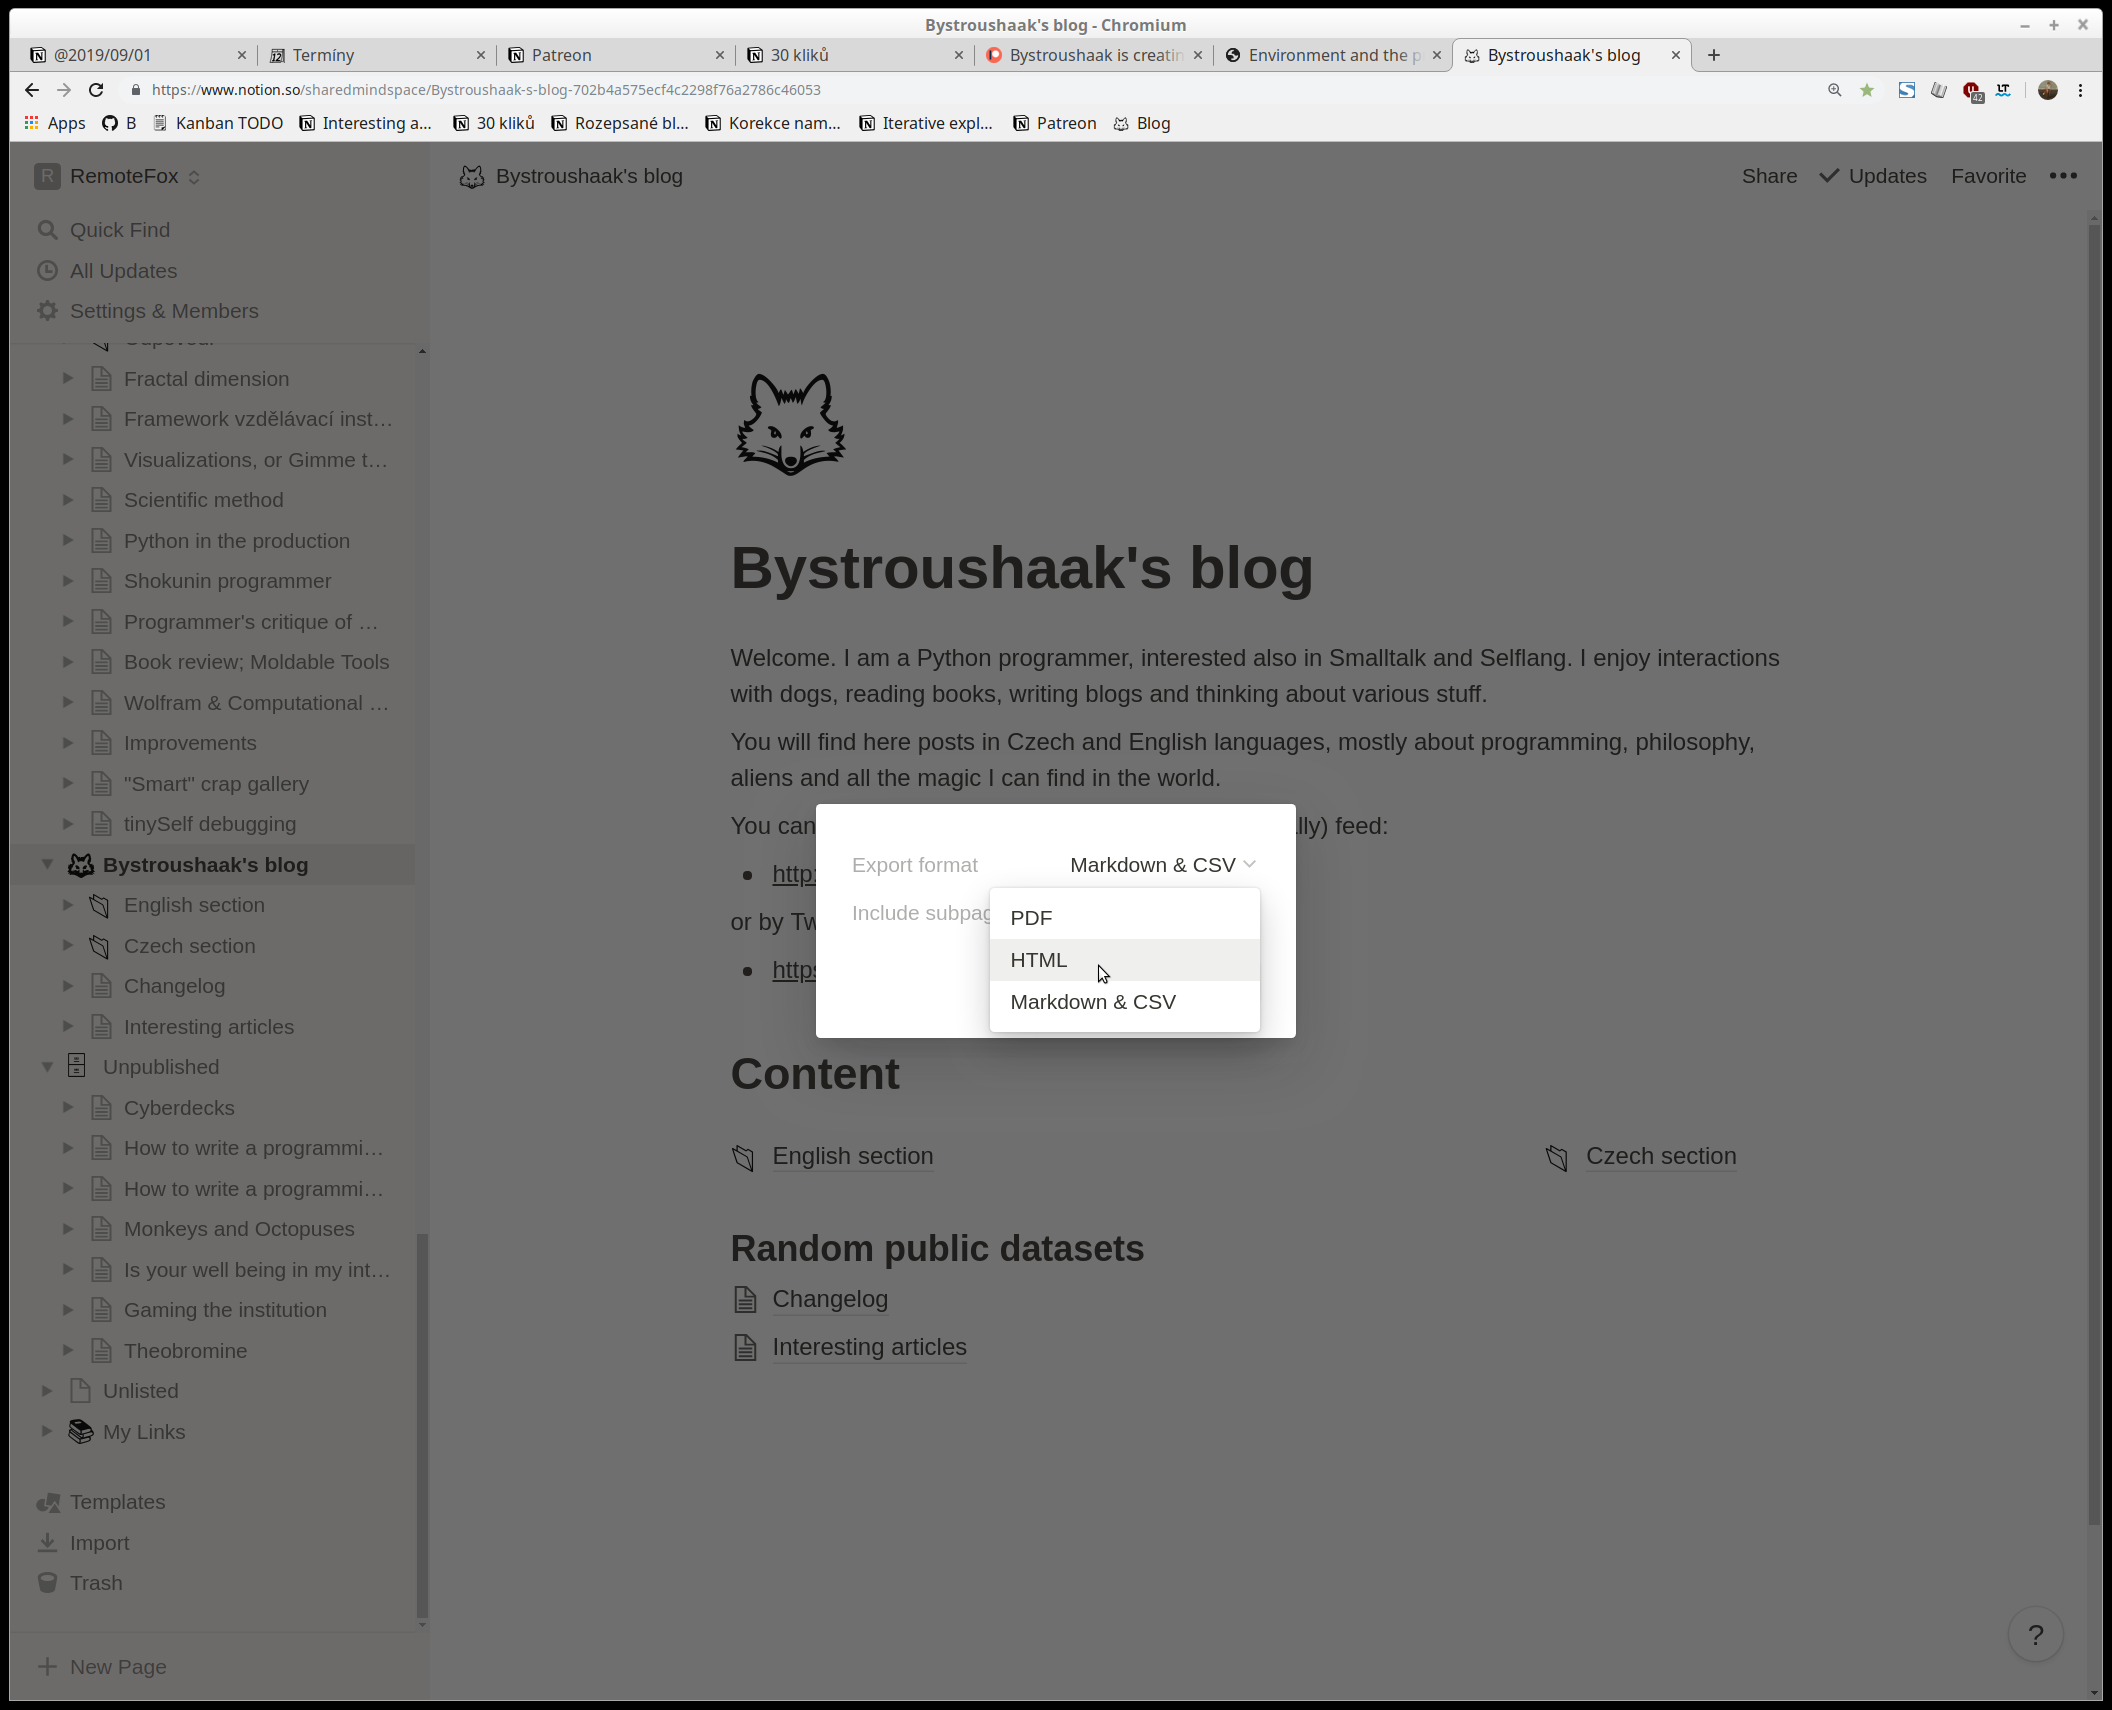 Bystroushaak's blog - Chromium
@2019/09/01
Termíny
Patreon
30 kliků
Bystroushaak is creatin
Environment and the p
Bystroushaak's blog
https://www.notion.so/sharedmindspace/Bystroushaak-s-blog-702b4a575ecf4c2298f76a2786c46053
42
Apps
B
Kanban TODO
Interesting a...
30 kliků
Rozepsané bl...
Korekce nam...
Iterative expl...
Patreon
Blog
R
RemoteFox
Quick Find
All Updates
Settings & Members
Fractal dimension
Framework vzdělávací inst…
Visualizations, or Gimme t…
Scientific method
Python in the production
Shokunin programmer
Programmer's critique of …
Book review; Moldable Tools
Wolfram & Computational …
Improvements
"Smart" crap gallery
tinySelf debugging
Bystroushaak's blog
English section
Czech section
Changelog
Interesting articles
Unpublished
Cyberdecks
How to write a programmi…
How to write a programmi…
Monkeys and Octopuses
Is your well being in my int…
Gaming the institution
Theobromine
Unlisted
My Links
Templates
Import
Trash
New Page
Bystroushaak's blog
Share
Updates
Favorite
Bystroushaak's blog
Welcome. I am a Python programmer, interested also in Smalltalk and Selflang. I enjoy interactions
with dogs, reading books, writing blogs and thinking about various stuff.
You will find here posts in Czech and English languages, mostly about programming, philosophy,
aliens and all the magic I can find in the world.
You can lly) feed:
http:
or by Tw
https
Export format
Markdown & CSV
Include subpag
PDF
HTML
Markdown & CSV
Content
English section
Czech section
Random public datasets
Changelog
Interesting articles
?